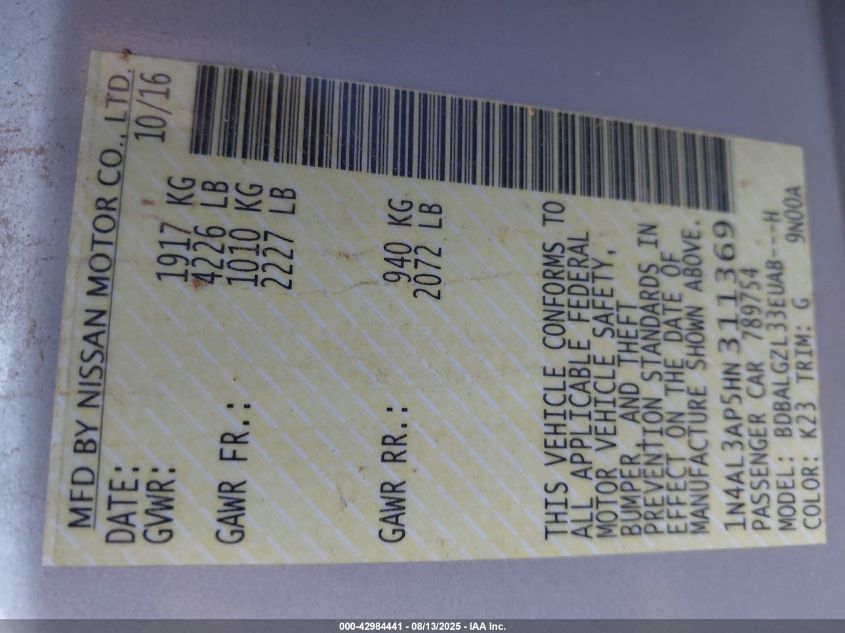 MFD BY NISSAN MOTOR CO., LTD.
DATE: 10/16
GVWR: 1917 KG
4226 LB
GAWR FR.: 1010 KG
2227 LB
GAWR RR.: 940 KG
2072 LB
THIS VEHICLE CONFORMS TO
ALL APPLICABLE FEDERAL
MOTOR VEHICLE SAFETY,
BUMPER AND THEFT
PREVENTION STANDARDS IN
EFFECT ON THE DATE OF
MANUFACTURE SHOWN ABOVE.
1N4AL3AP5HN311369
PASSENGER CAR 789754
MODEL: BDBALGZL33EUAB---H
COLOR: K23 TRIM: G 9N00A
000-42984441 - 08/13/2025 - IAA Inc.